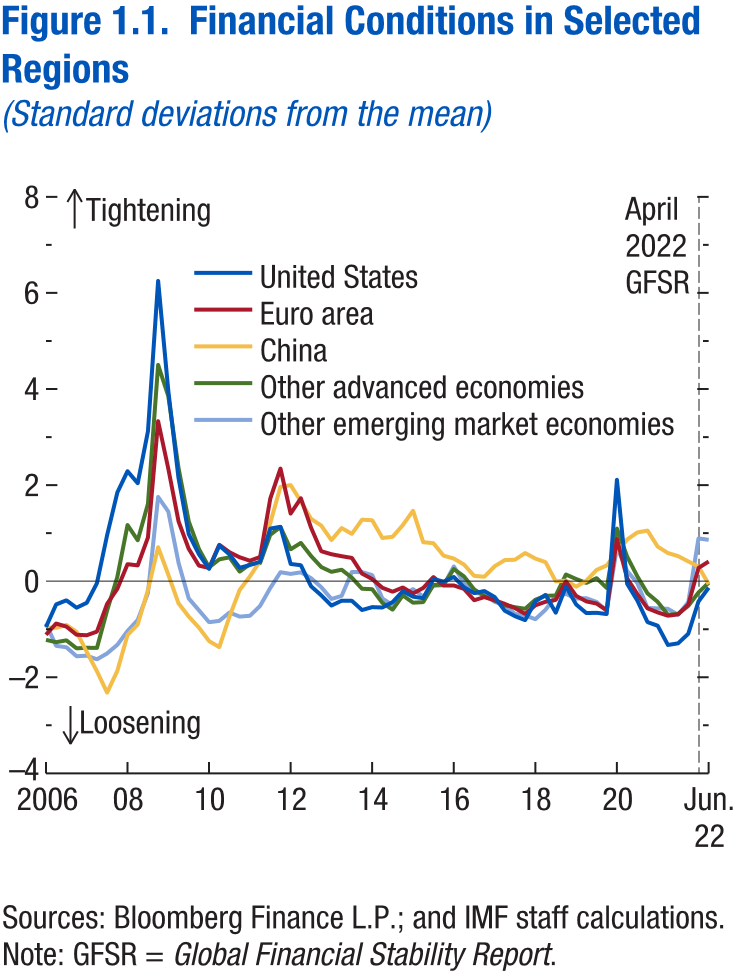 Figure 1.1. Financial Conditions in Selected
Regions
(Standard deviations from the mean)
8
Tightening
April
2022
GFSR
6
United States
Euro area
China
4
Other advanced economies
Other emerging market economies
2
0
–2
Loosening
–4
2006 08 10 12 14 16 18 20 Jun.
22
Sources: Bloomberg Finance L.P.; and IMF staff calculations.
Note: GFSR = Global Financial Stability Report.